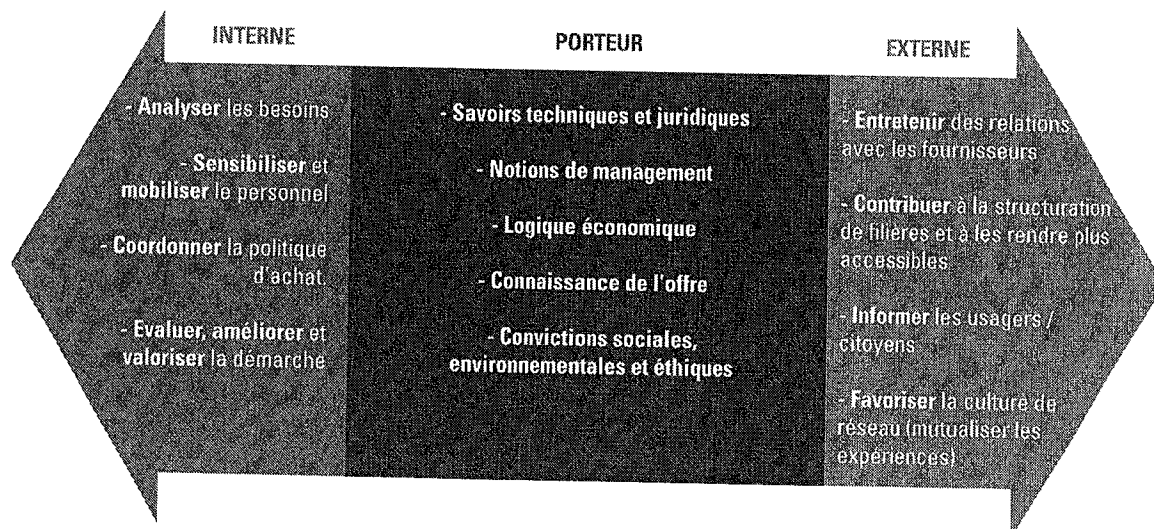 INTERNE
- Analyser les besoins
- Sensibiliser et
mobiliser le personnel
- Coordonner la politique
d'achat.
- Evaluer, améliorer et
valoriser la démarche
PORTEUR
- Savoirs techniques et juridiques
- Notions de management
- Logique économique
- Connaissance de l'offre
- Convictions sociales,
environnementales et éthiques
EXTERNE
- Entretenir des relations
avec les fournisseurs
- Contribuer à la structuration
de filières et à les rendre plus
accessibles
- Informer les usagers /
citoyens
- Favoriser la culture de
réseau (mutualiser les
expériences)